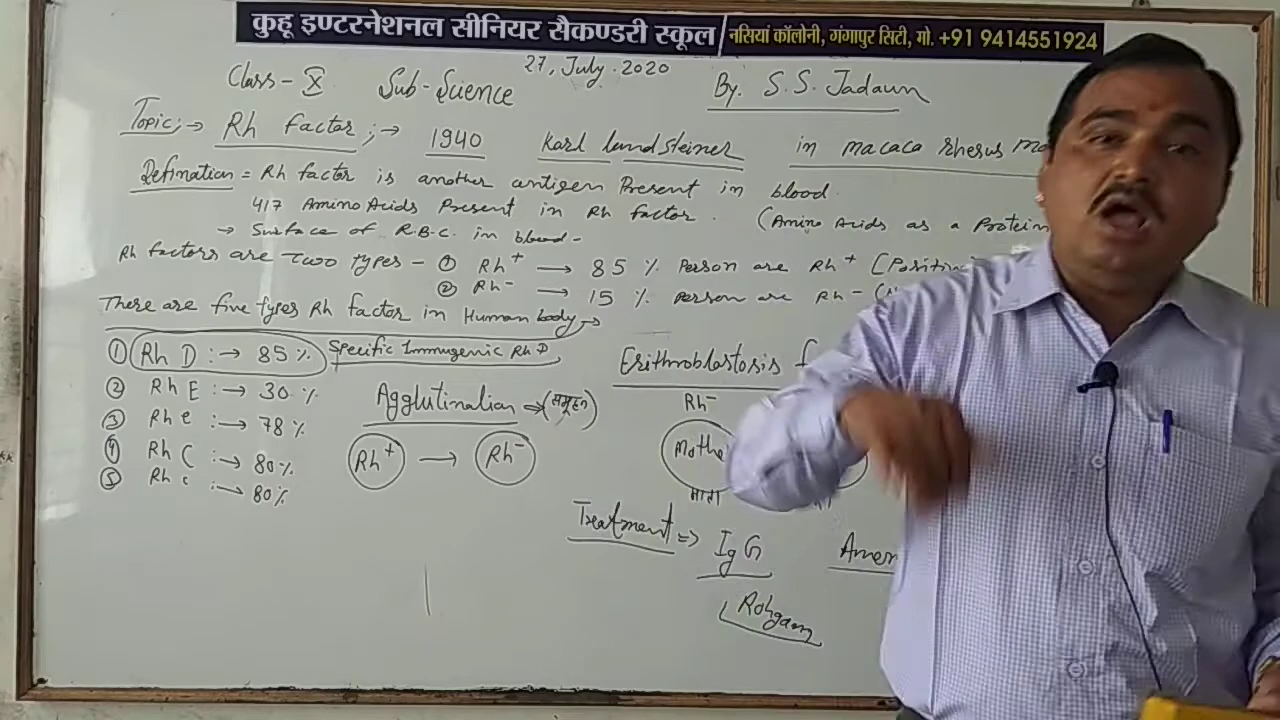 कुहू इण्टरनेशनल सीनियर सैकण्डरी स्कूल नसियां कॉलोनी, गंगापुर सिटी, मो. +91 9414551924
27, July. 2020
Class - X Sub - Science By. S. S. Jadaun
Topic; → Rh factor; → 1940 Karl landsteiner in macaca rhesus
Defination = Rh factor is another antigen Present in blood.
417 Amino Acids Present in Rh factor. (Amino Acids as a Protein
→ Surface of R.B.C. in blood -
Rh factors are Two types - ① Rh+ → 85 % Person are Rh+ (Positive
② Rh- → 15 % Person are Rh-
There are five types Rh factor in Human body →
① Rh D : → 85 % Specific Immugenic Rh D
② Rh E : → 30 %
③ Rh e : → 78 %
④ Rh C : → 80%
⑤ Rh c : → 80%
Agglutination ⇒ (समूहन)
Rh+ → Rh-
Erithroblastosis f
Rh-
Mothe
माता
Treatment ⇒ IgG
Rohgam
Amer